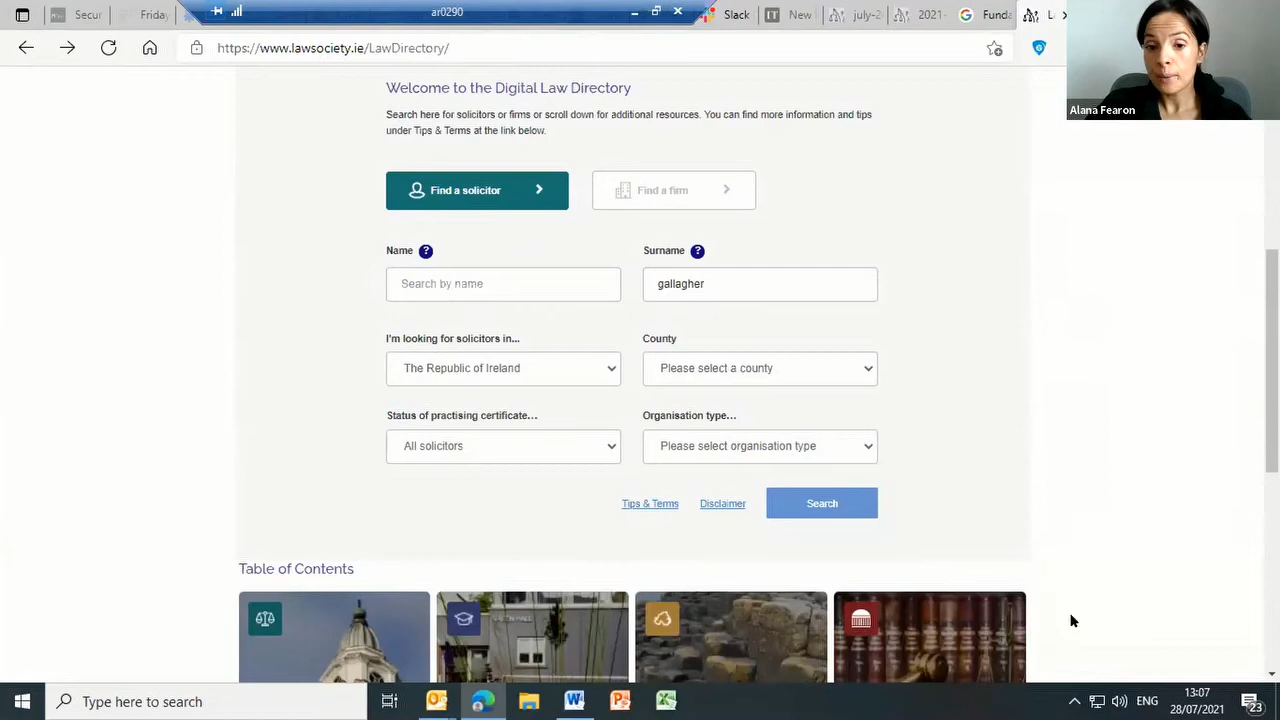 Secu
Friday
ar0290
Slack
New
july-2
2021-
Funda
https://www.lawsociety.ie/LawDirectory/
Alana Fearon
Welcome to the Digital Law Directory
Search here for solicitors or firms or scroll down for additional resources. You can find more information and tips
under Tips & Terms at the link below.
Find a solicitor
Find a firm
Name ?
Surname ?
Search by name
gallagher
I'm looking for solicitors in...
County
The Republic of Ireland
Please select a county
Status of practising certificate...
Organisation type...
All solicitors
Please select organisation type
Tips & Terms
Disclaimer
Search
Table of Contents
Type here to search
ENG
13:07
28/07/2021
23